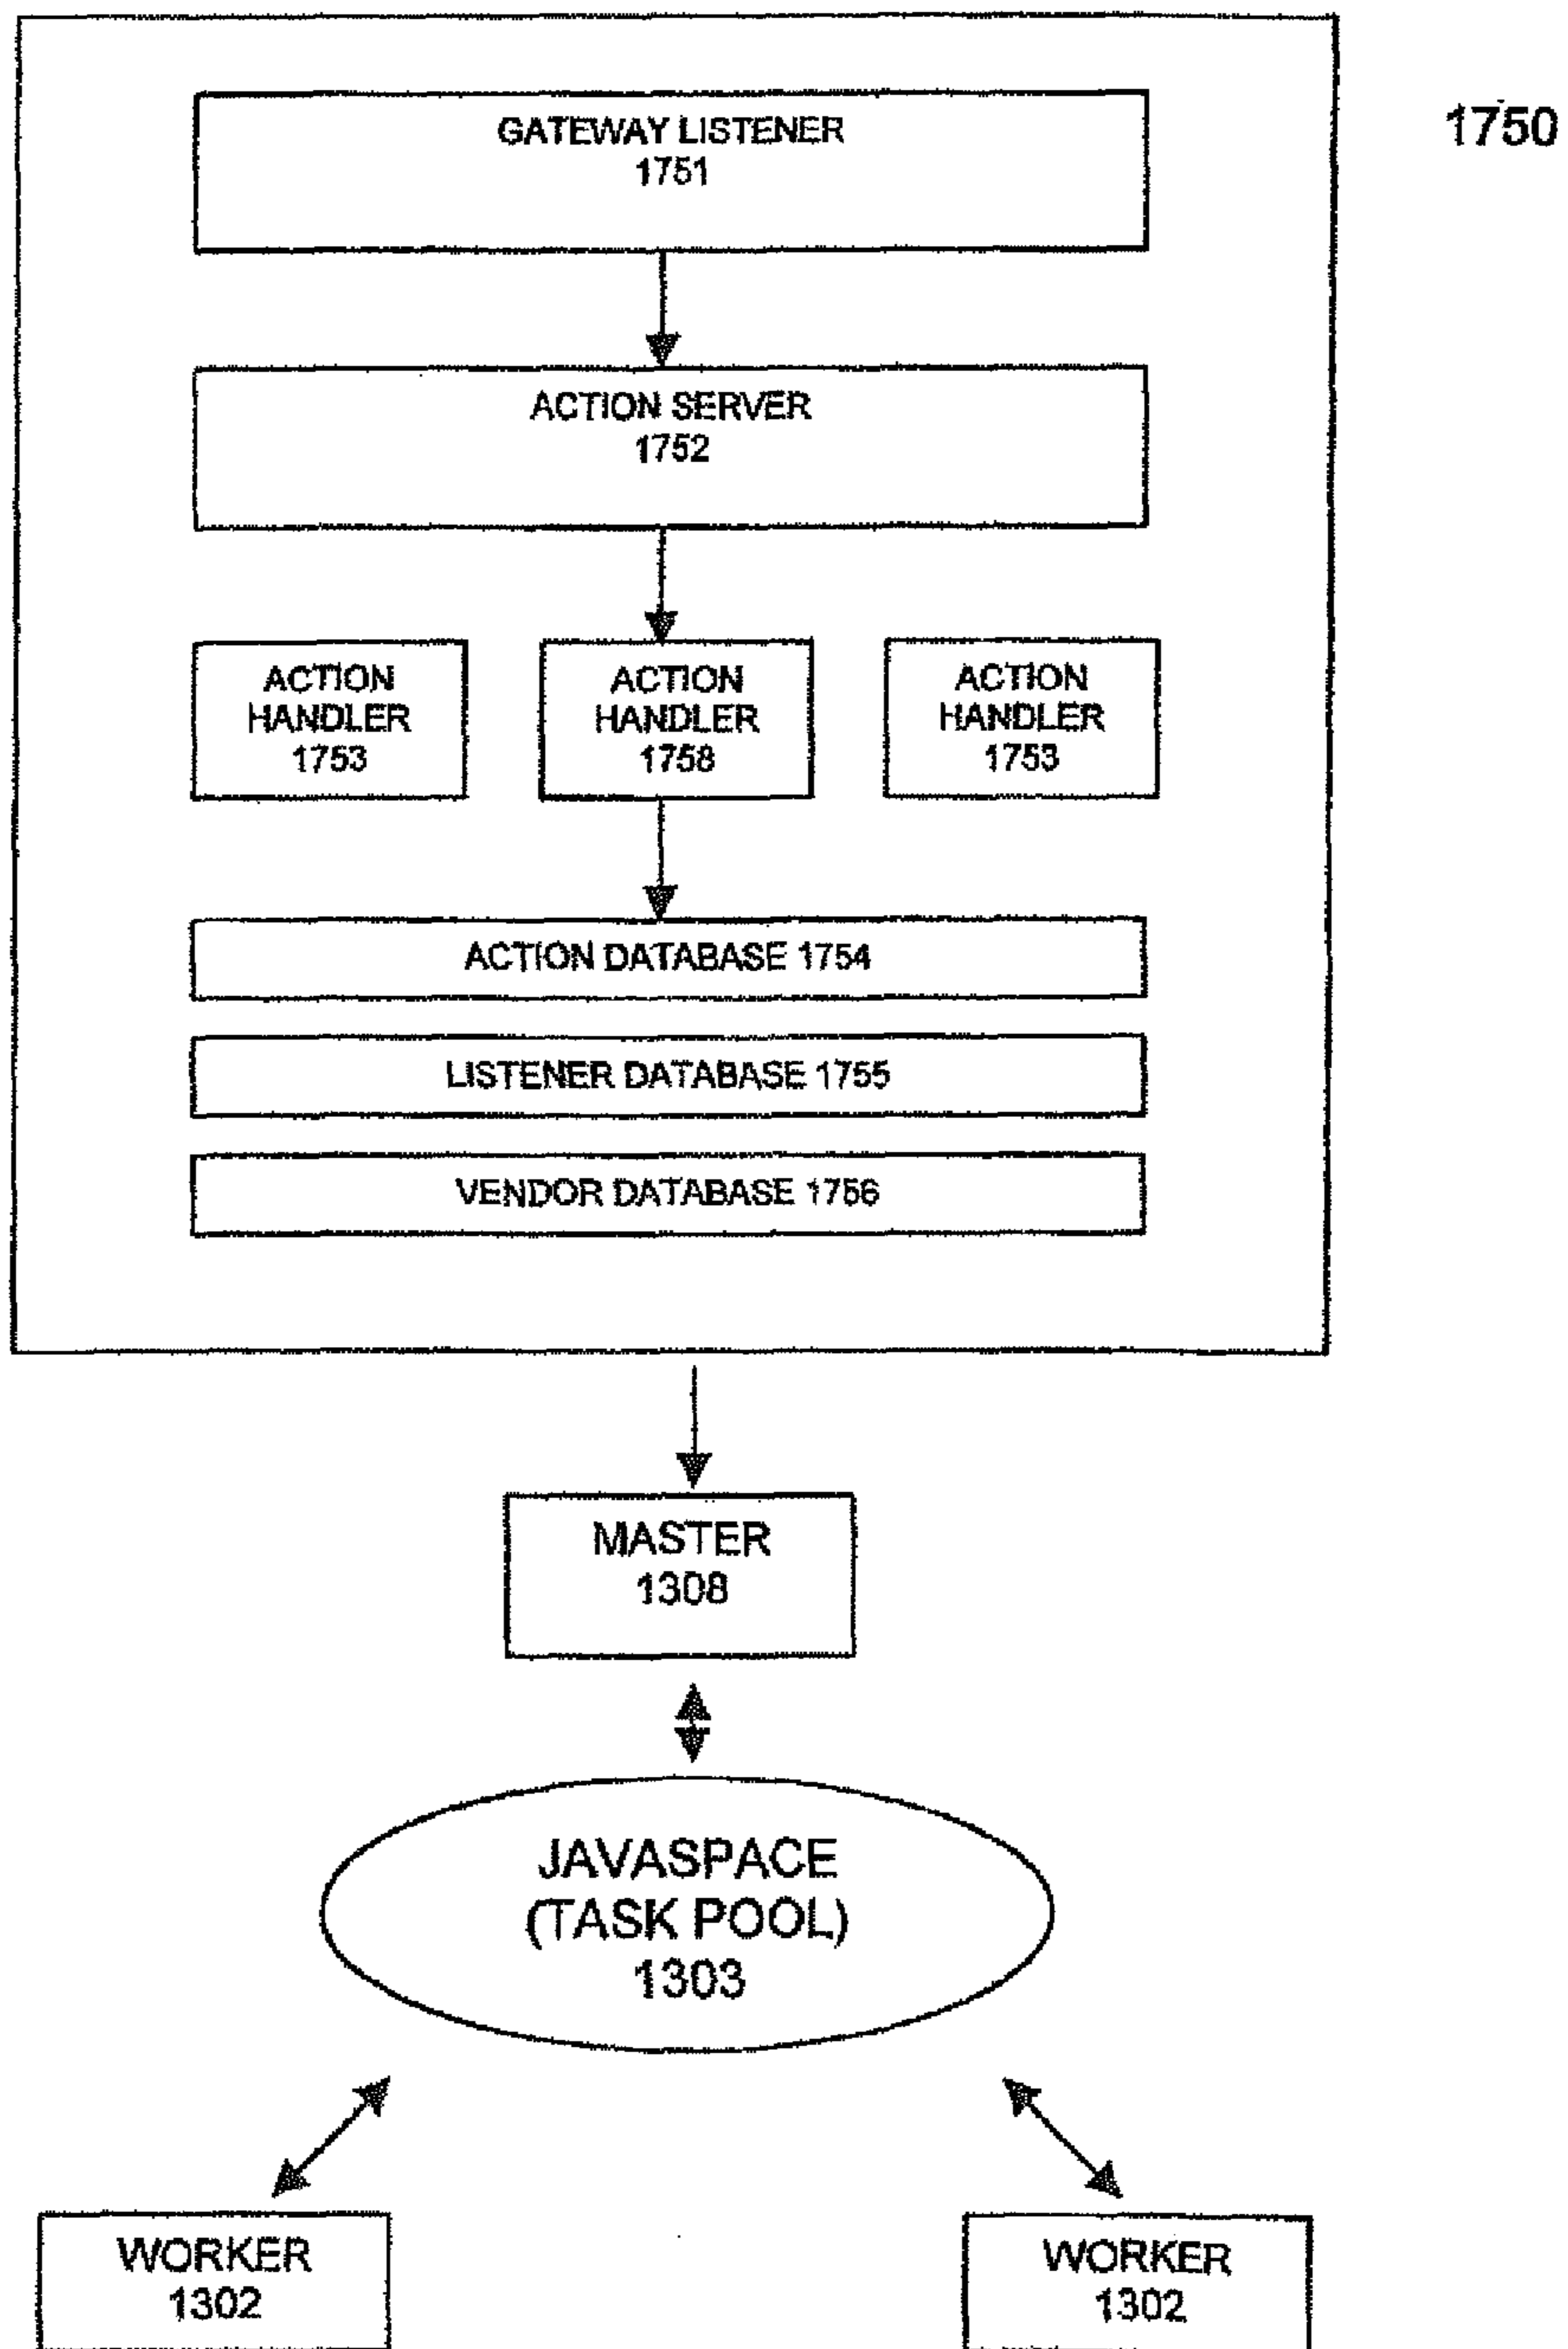 1750
GATEWAY LISTENER
1751
ACTION SERVER
1752
ACTION
HANDLER
1753
ACTION
HANDLER
1758
ACTION
HANDLER
1753
ACTION DATABASE 1754
LISTENER DATABASE 1755
VENDOR DATABASE 1756
MASTER
1308
JAVASPACE
(TASK POOL)
1303
WORKER
1302
WORKER
1302